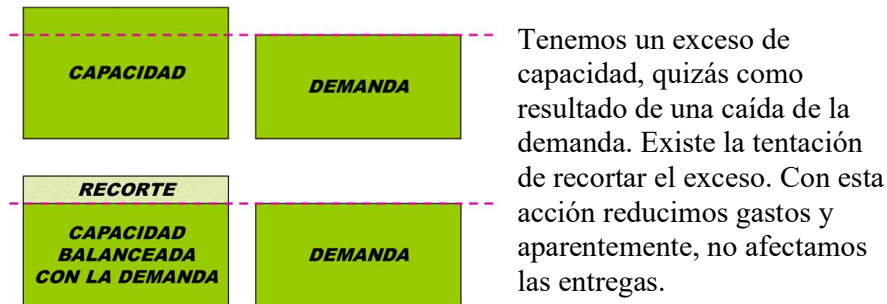 CAPACIDAD
DEMANDA
RECORTE
CAPACIDAD
BALANCEADA
CON LA DEMANDA
DEMANDA
Tenemos un exceso de
capacidad, quizás como
resultado de una caída de la
demanda. Existe la tentación
de recortar el exceso. Con esta
acción reducimos gastos y
aparentemente, no afectamos
las entregas.